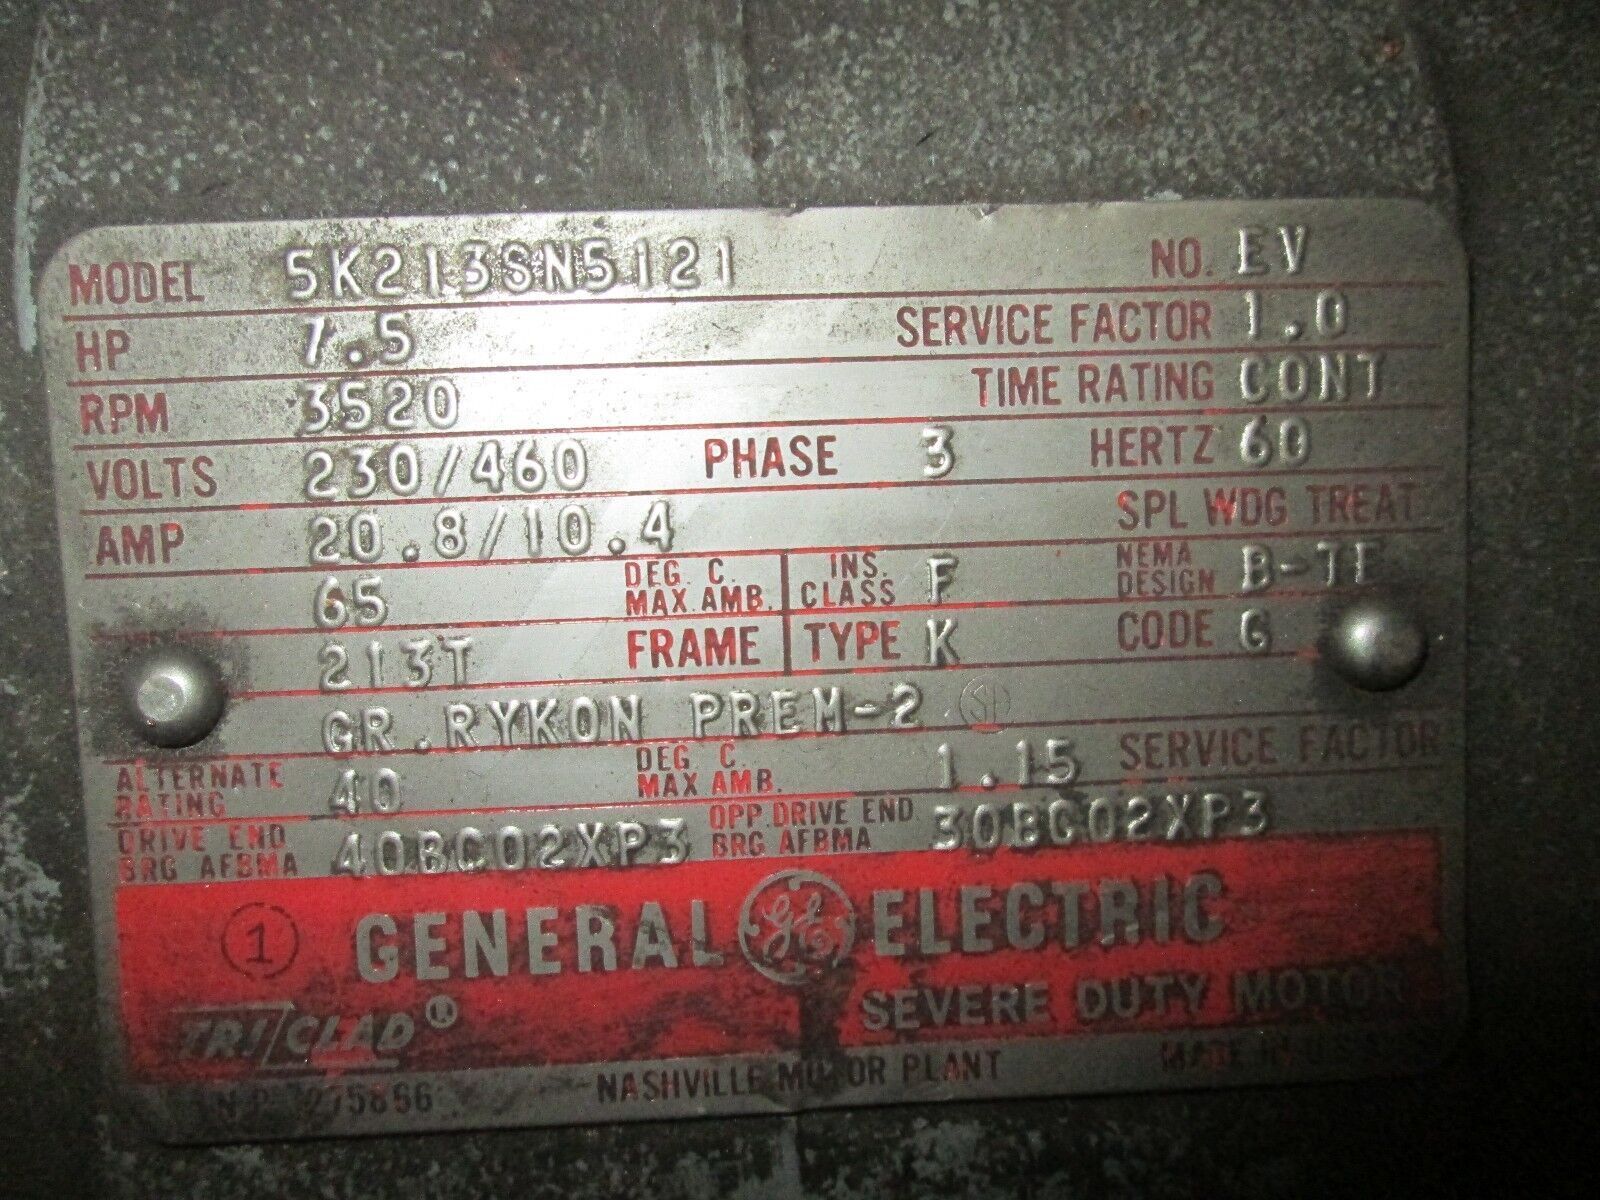 MODEL 5K213SN5121 NO. EV
HP 7.5 SERVICE FACTOR 1.0
RPM 3520 TIME RATING CONT
VOLTS 230/460 PHASE 3 HERTZ 60
AMP 20.8/10.4 SPL WDG TREAT
65 DEG. C. MAX. AMB. INS. CLASS F NEMA DESIGN B-TE
213T FRAME TYPE K CODE G
GR.RYKON PREM-2 SA
ALTERNATE RATING 40 DEG C. MAX AMB. 1.15 SERVICE FACTOR
DRIVE END BRG AFBMA 40BC02XP3 OPP. DRIVE END BRG AFBMA 30BC02XP3
1 GENERAL GE ELECTRIC
TRI/CLAD® SEVERE DUTY MOTOR
NASHVILLE MOTOR PLANT MADE IN U.S.A.